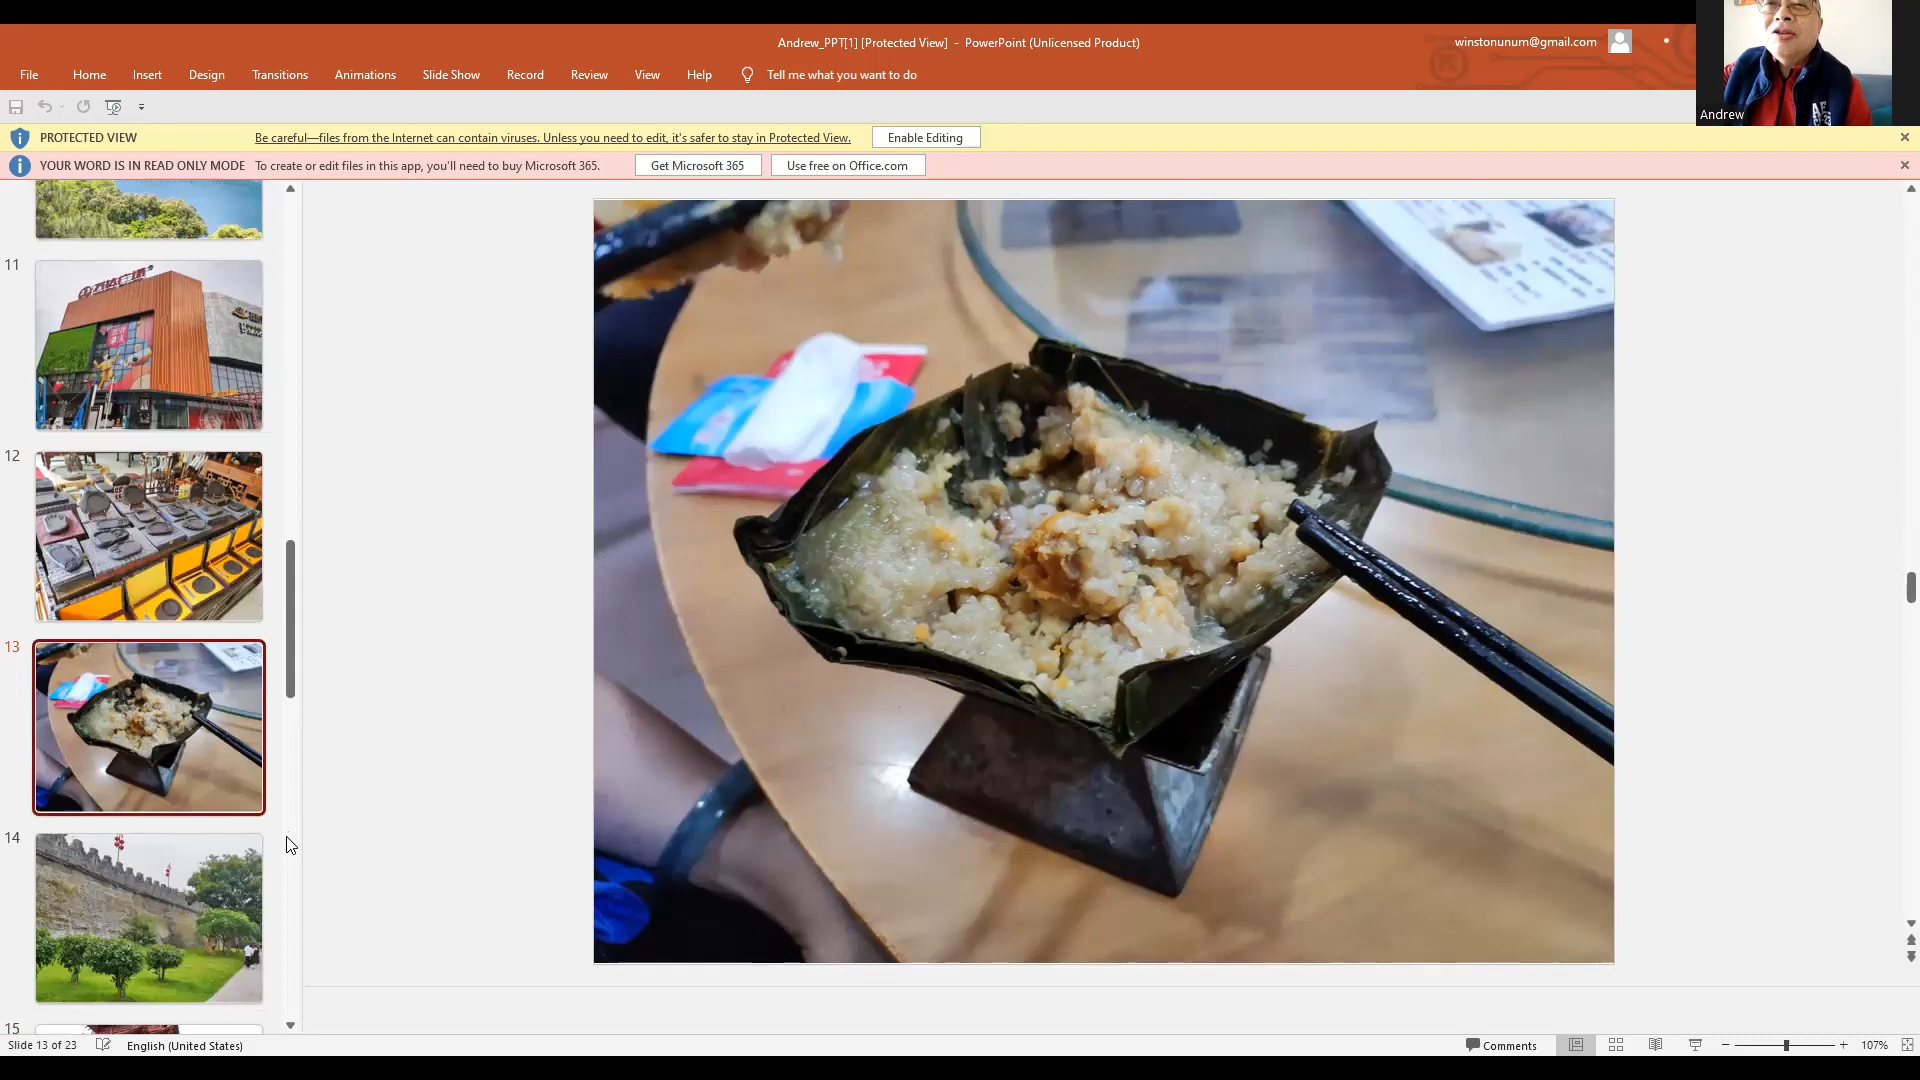 Andrew_PPT[1] [Protected View] - PowerPoint (Unlicensed Product)
winstonunum@gmail.com
File Home Insert Design Transitions Animations Slide Show Record Review View Help Tell me what you want to do
Andrew
PROTECTED VIEW Be careful—files from the Internet can contain viruses. Unless you need to edit, it's safer to stay in Protected View. Enable Editing
YOUR WORD IS IN READ ONLY MODE To create or edit files in this app, you'll need to buy Microsoft 365. Get Microsoft 365 Use free on Office.com
11
12
13
14
15
Slide 13 of 23 English (United States) Comments 107%